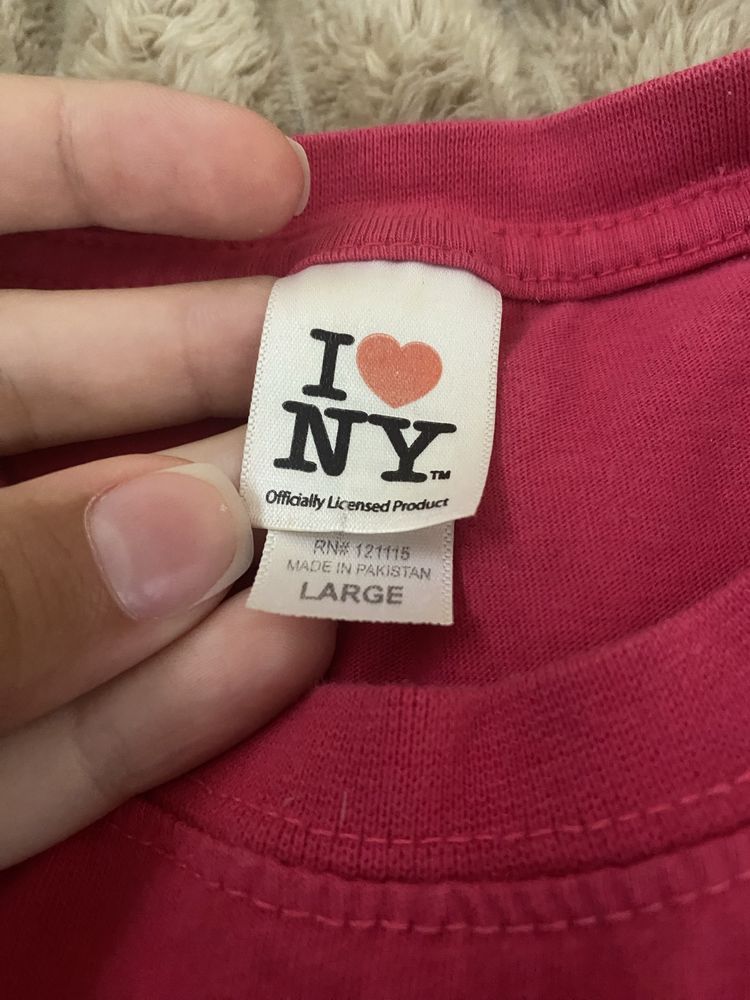 I ❤ NY™
Officially Licensed Product
RN# 121115
MADE IN PAKISTAN
LARGE